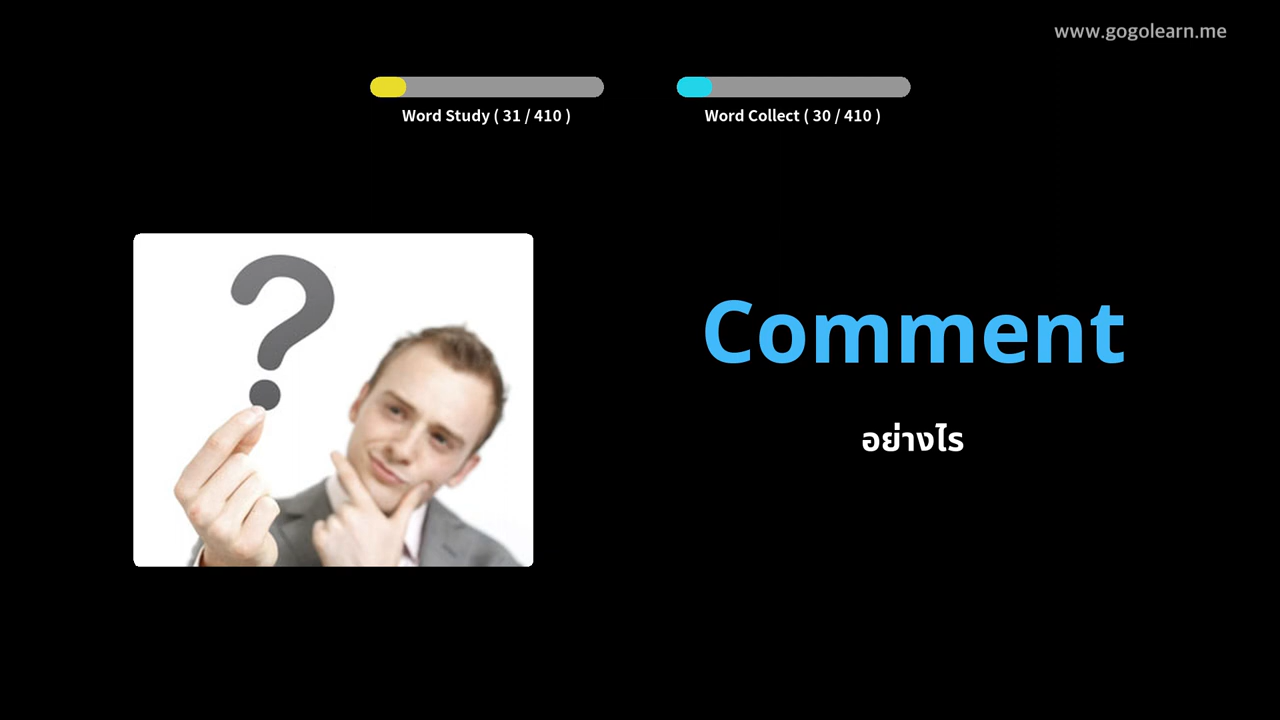 www.gogolearn.me
Word Study ( 31 / 410 )
Word Collect ( 30 / 410 )
Comment
อย่างไร